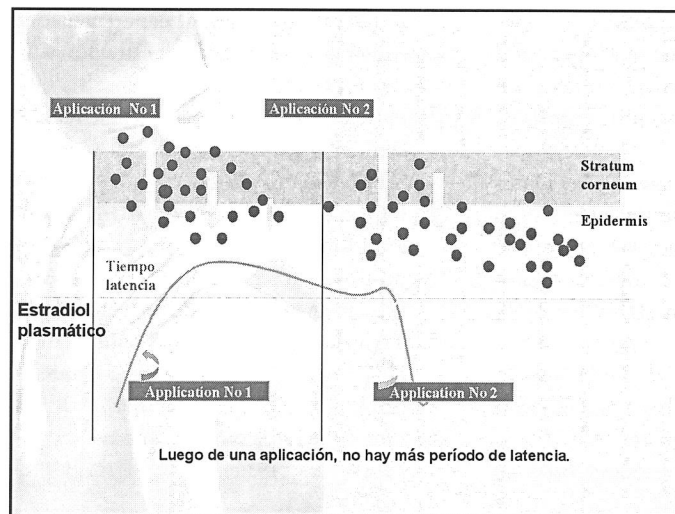 Aplicación No 1
Aplicación No 2
Stratum
corneum
Epidermis
Tiempo
latencia
Estradiol
plasmático
Application No 1
Application No 2
Luego de una aplicación, no hay más período de latencia.